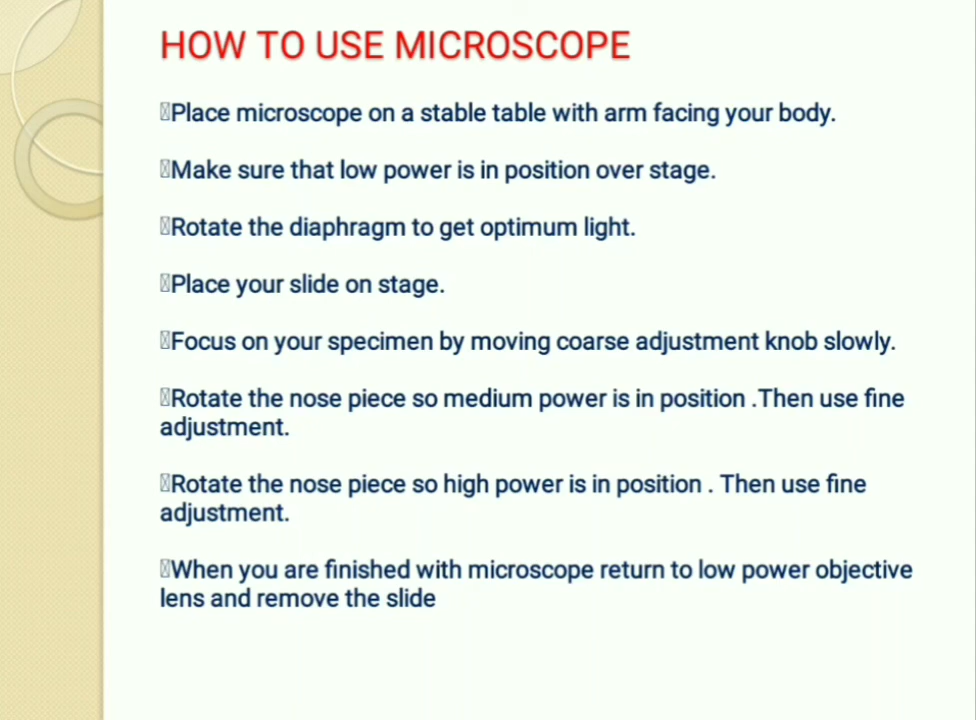 HOW TO USE MICROSCOPE
Place microscope on a stable table with arm facing your body.
Make sure that low power is in position over stage.
Rotate the diaphragm to get optimum light.
Place your slide on stage.
Focus on your specimen by moving coarse adjustment knob slowly.
Rotate the nose piece so medium power is in position .Then use fine
adjustment.
Rotate the nose piece so high power is in position . Then use fine
adjustment.
When you are finished with microscope return to low power objective
lens and remove the slide